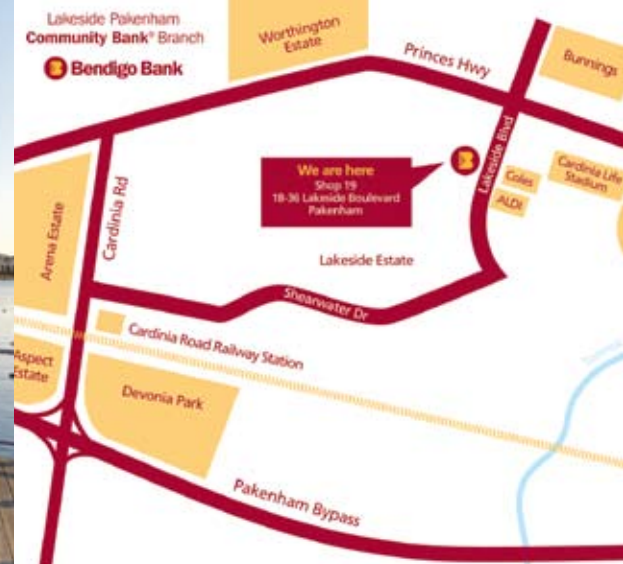 Lakeside Pakenham
Community Bank® Branch
Bendigo Bank
Worthington
Estate
Princes Hwy
Bunnings
Lakeside Blvd
We are here
Shop 19
18-36 Lakeside Boulevard
Pakenham
Coles
ALDI
Cardinia Life
Stadium
Arena Estate
Cardinia Rd
Lakeside Estate
Shearwater Dr
Cardinia Road Railway Station
Aspect
Estate
Devonia Park
Pakenham Bypass